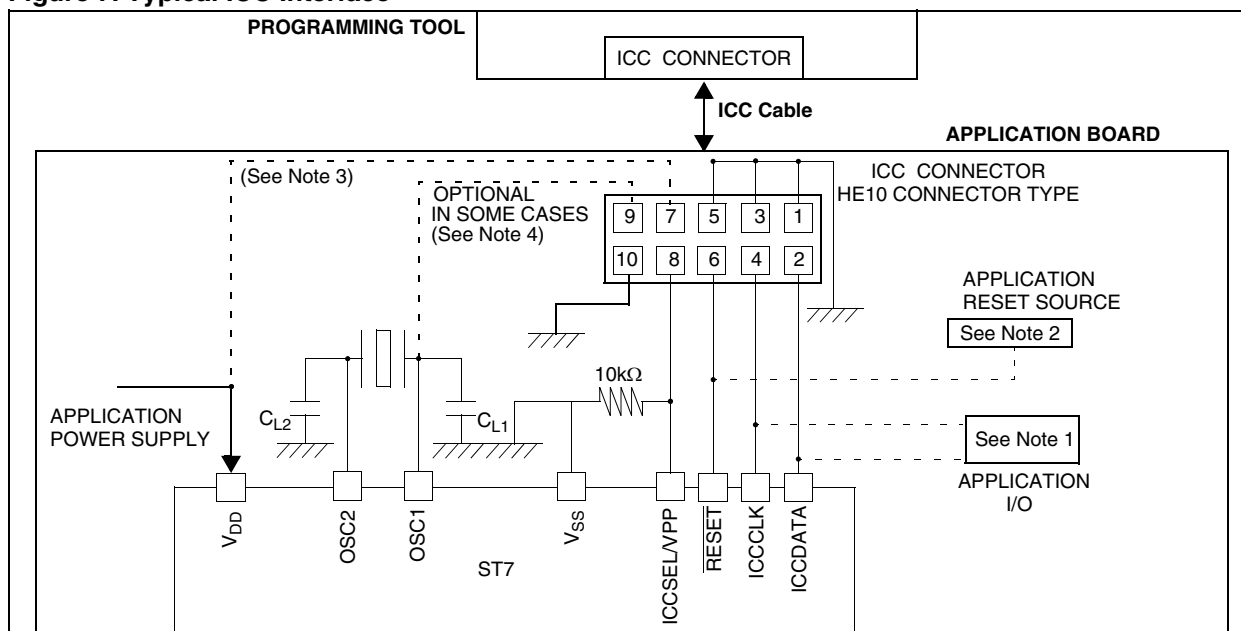 Figure 7. Typical ICC Interface
PROGRAMMING TOOL
ICC CONNECTOR
ICC Cable
APPLICATION BOARD
(See Note 3)
OPTIONAL
IN SOME CASES
(See Note 4)
ICC CONNECTOR
HE10 CONNECTOR TYPE
9 7 5 3 1
10 8 6 4 2
APPLICATION
RESET SOURCE
See Note 2
10kΩ
CL2
CL1
APPLICATION
POWER SUPPLY
See Note 1
APPLICATION
I/O
VDD
OSC2
OSC1
VSS
ICCSEL/VPP
RESET
ICCCLK
ICCDATA
ST7